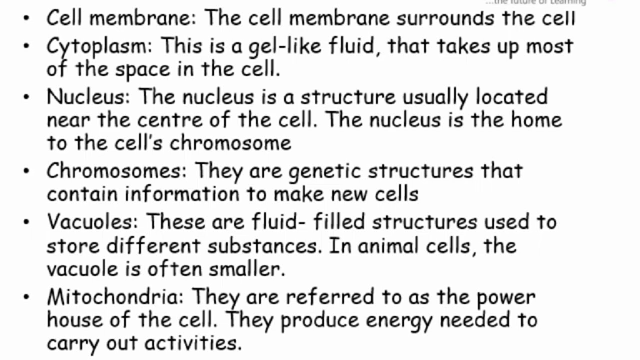 ...the future of Learning
• Cell membrane: The cell membrane surrounds the cell
• Cytoplasm: This is a gel-like fluid, that takes up most
of the space in the cell.
• Nucleus: The nucleus is a structure usually located
near the centre of the cell. The nucleus is the home
to the cell's chromosome
• Chromosomes: They are genetic structures that
contain information to make new cells
• Vacuoles: These are fluid- filled structures used to
store different substances. In animal cells, the
vacuole is often smaller.
• Mitochondria: They are referred to as the power
house of the cell. They produce energy needed to
carry out activities.